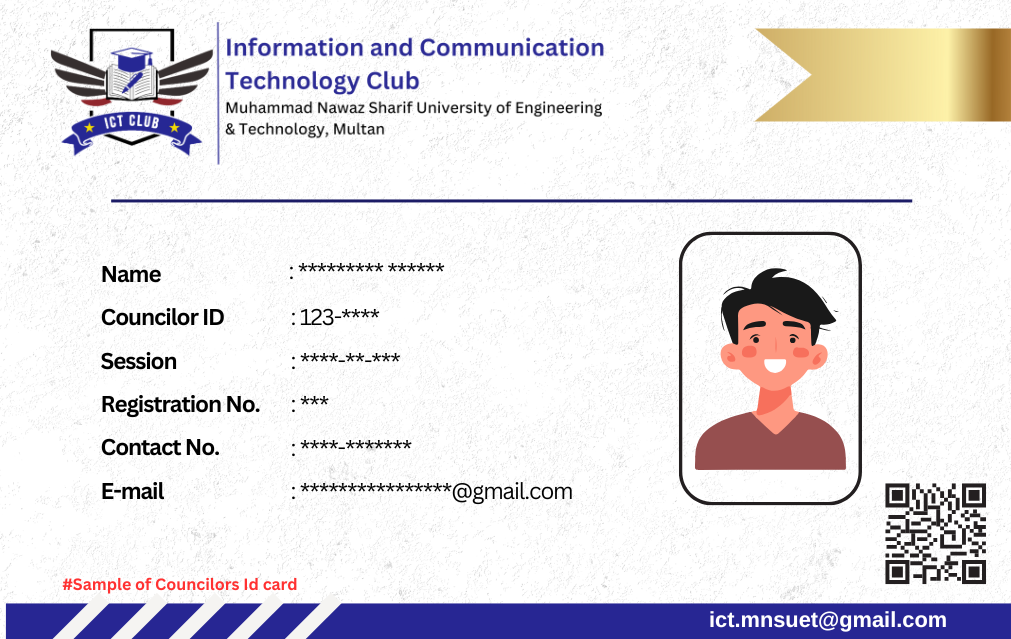 ICT CLUB
Information and Communication
Technology Club
Muhammad Nawaz Sharif University of Engineering
& Technology, Multan
Name : ********* ******
Councilor ID : 123-****
Session : ****-**-***
Registration No. : ***
Contact No. : ****-*******
E-mail : ****************@gmail.com
#Sample of Councilors Id card
ict.mnsuet@gmail.com